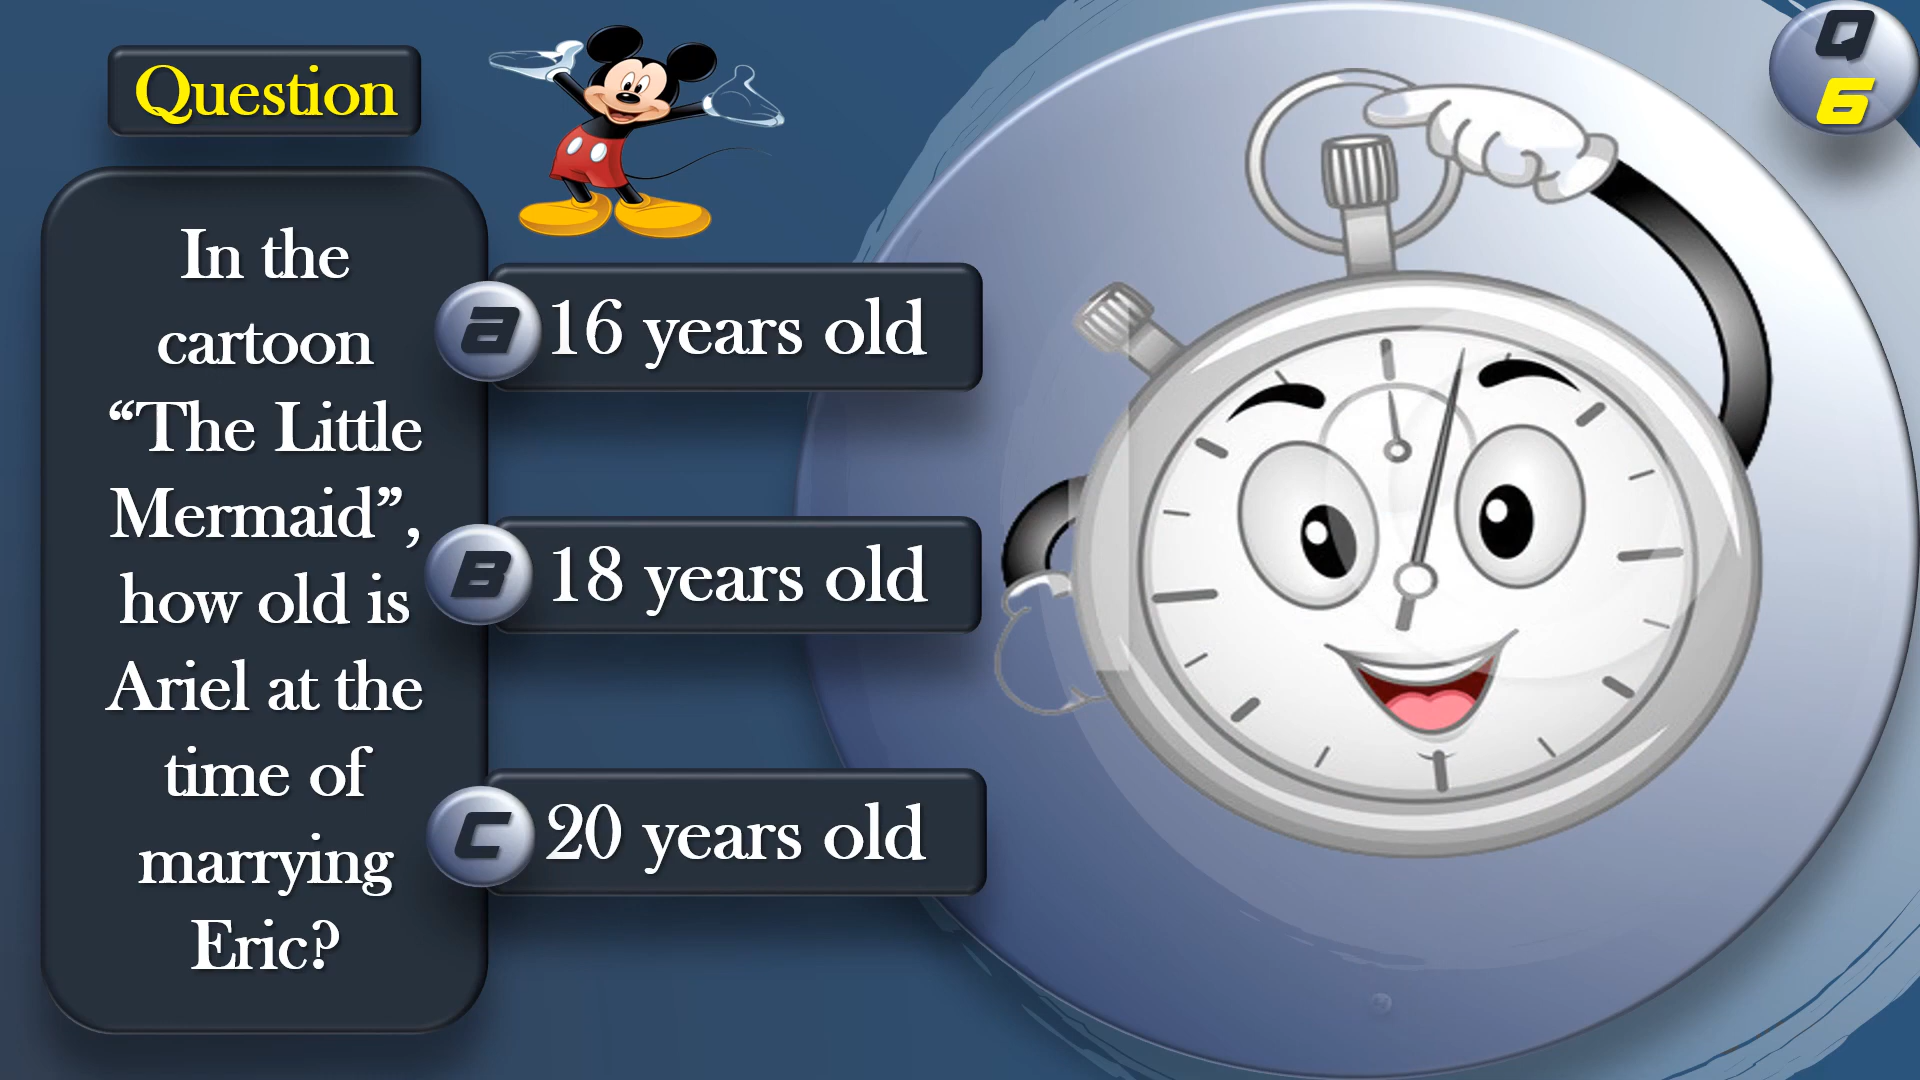 Question
Q
6
In the
cartoon
“The Little
Mermaid”,
how old is
Ariel at the
time of
marrying
Eric?
a 16 years old
B 18 years old
C 20 years old